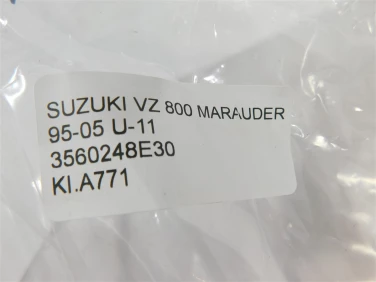 SUZUKI VZ 800 MARAUDER
95-05 U-11
3560248E30
KI.A771